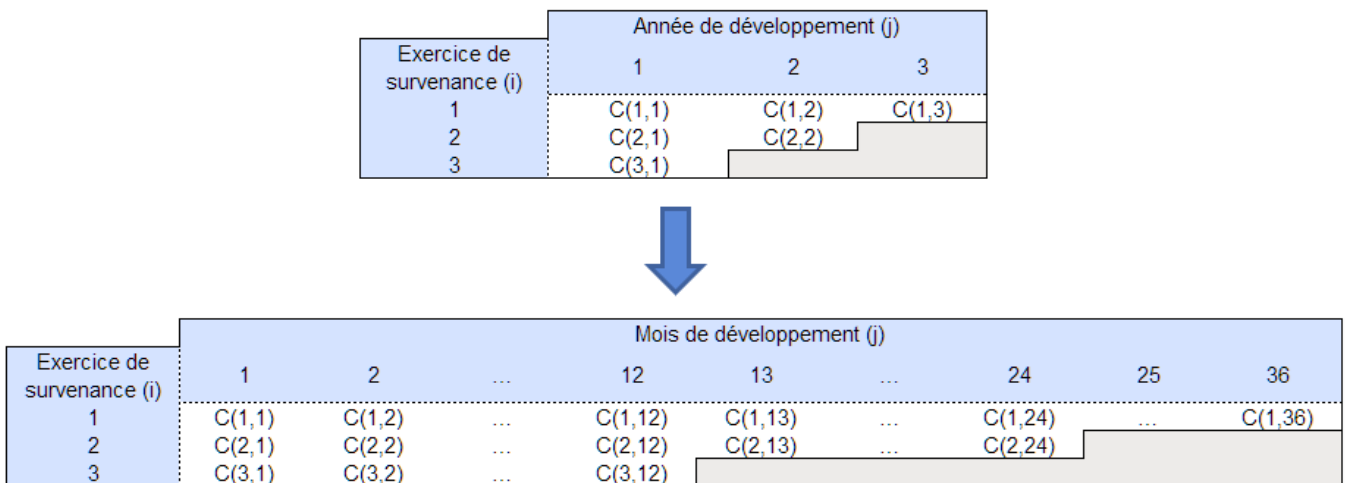 Année de développement (j)
Exercice de survenance (i) 1 2 3
1 C(1,1) C(1,2) C(1,3)
2 C(2,1) C(2,2)
3 C(3,1)
Mois de développement (j)
Exercice de survenance (i) 1 2 ... 12 13 ... 24 25 36
1 C(1,1) C(1,2) ... C(1,12) C(1,13) ... C(1,24) ... C(1,36)
2 C(2,1) C(2,2) ... C(2,12) C(2,13) ... C(2,24)
3 C(3,1) C(3,2) ... C(3,12)